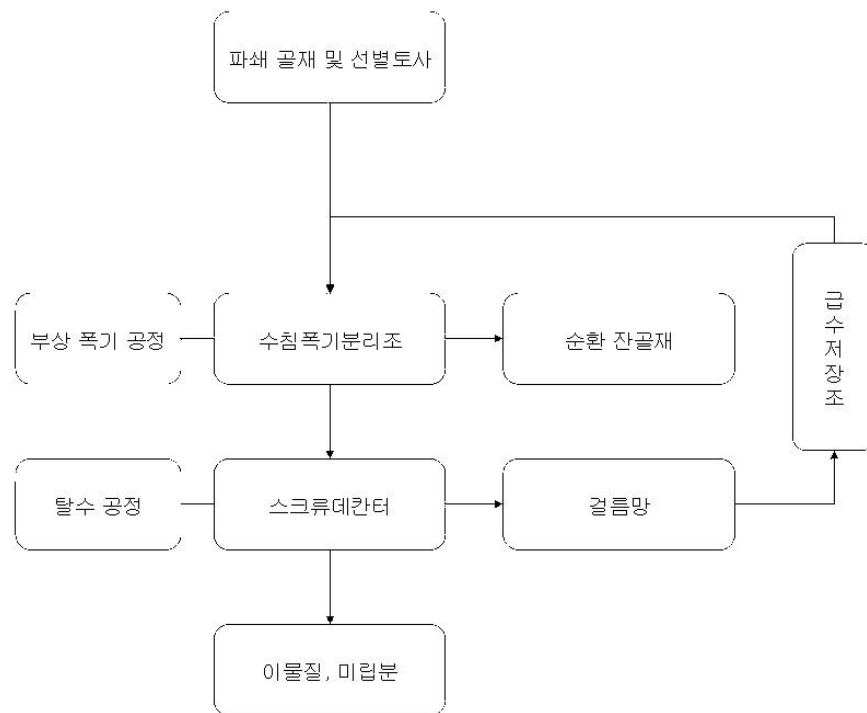 파쇄 골재 및 선별토사
부상 폭기 공정
수침폭기분리조
순환 잔골재
급수저장조
탈수 공정
스크류데칸터
걸름망
이물질, 미립분